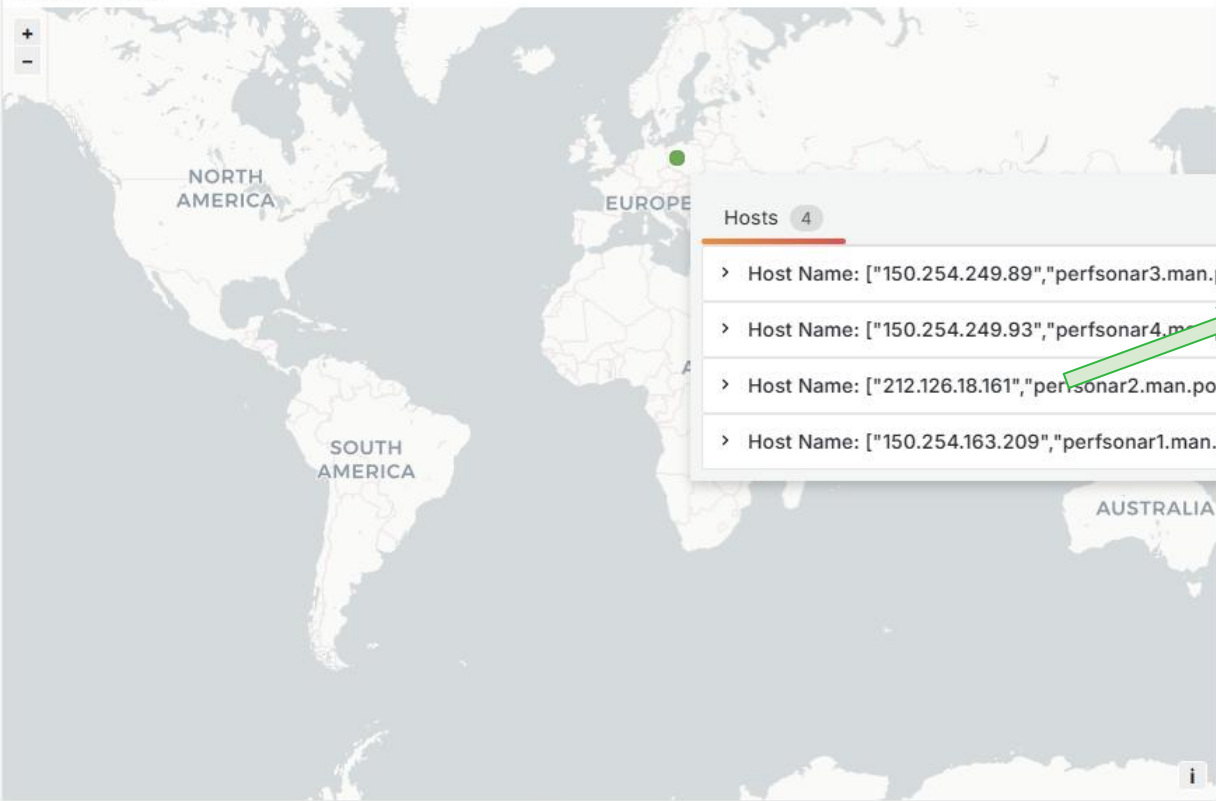 +
−
NORTH
AMERICA
EUROPE
Hosts 4
> Host Name: ["150.254.249.89","perfsonar3.man.
> Host Name: ["150.254.249.93","perfsonar4.
> Host Name: ["212.126.18.161","perfsonar2.man.po
> Host Name: ["150.254.163.209","perfsonar1.man.
SOUTH
AMERICA
AUSTRALIA
i